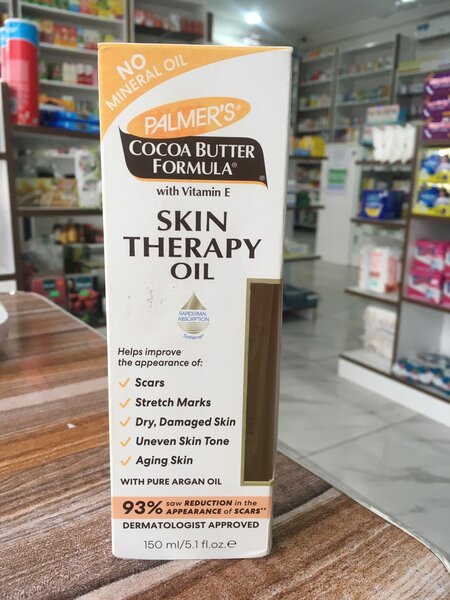 NO
MINERAL OIL
PALMER'S®
COCOA BUTTER
FORMULA®
with Vitamin E
SKIN
THERAPY
OIL
RAPIDERMAL
ABSORPTION
System
Helps improve
the appearance of:
✓ Scars
✓ Stretch Marks
✓ Dry, Damaged Skin
✓ Uneven Skin Tone
✓ Aging Skin
WITH PURE ARGAN OIL
93% saw REDUCTION in the
APPEARANCE of SCARS**
DERMATOLOGIST APPROVED
150 ml/5.1 fl.oz.℮